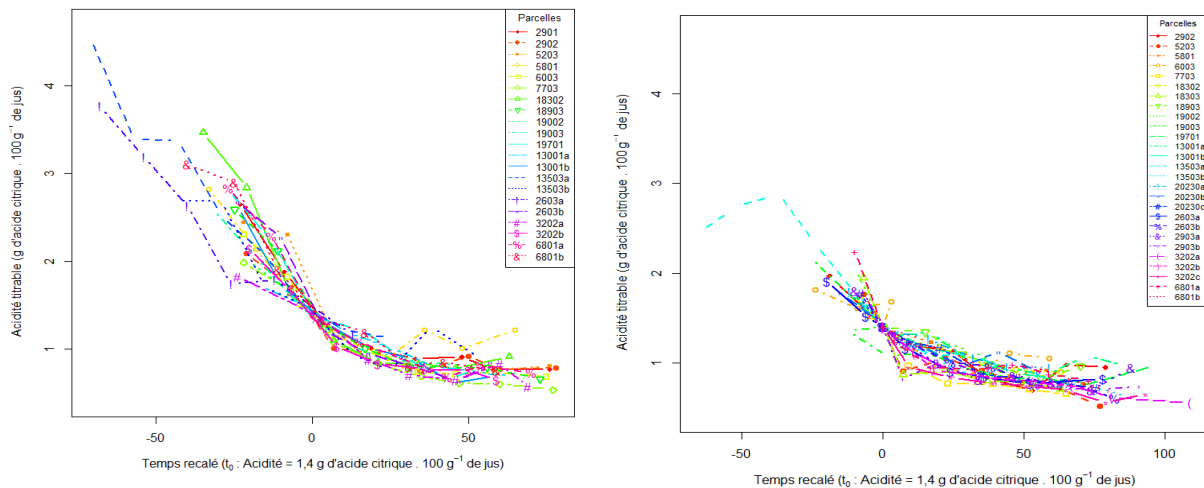 Acidité titrable (g d'acide citrique . 100 g⁻¹ de jus)
4
3
2
1
-50
0
50
Temps recalé (t₀ : Acidité = 1,4 g d'acide citrique . 100 g⁻¹ de jus)
Parcelles
2901
2902
5203
5801
6003
7703
18302
18903
19002
19003
19701
13001a
13001b
13503a
13503b
2603a
2603b
3202a
3202b
6801a
6801b
Acidité titrable (g d'acide citrique . 100 g⁻¹ de jus)
4
3
2
1
-50
0
50
100
Temps recalé (t₀ : Acidité = 1,4 g d'acide citrique . 100 g⁻¹ de jus)
Parcelles
2902
5203
5801
6003
7703
18302
18303
18903
19002
19003
19701
13001a
13001b
13503a
13503b
20230a
20230b
20230c
2603a
2603b
2903a
2903b
3202a
3202b
3202c
6801a
6801b